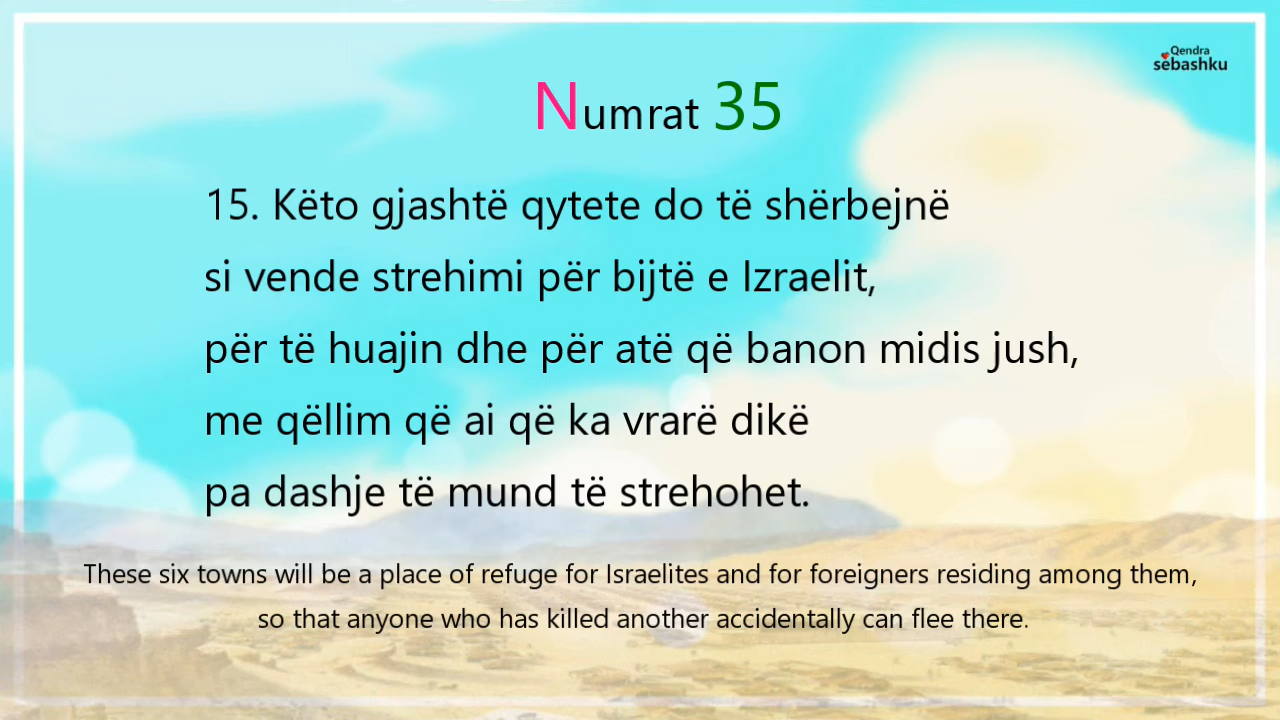 Qendra
sëbashku
Numrat 35
15. Këto gjashtë qytete do të shërbejnë
si vende strehimi për bijtë e Izraelit,
për të huajin dhe për atë që banon midis jush,
me qëllim që ai që ka vrarë dikë
pa dashje të mund të strehohet.
These six towns will be a place of refuge for Israelites and for foreigners residing among them,
so that anyone who has killed another accidentally can flee there.